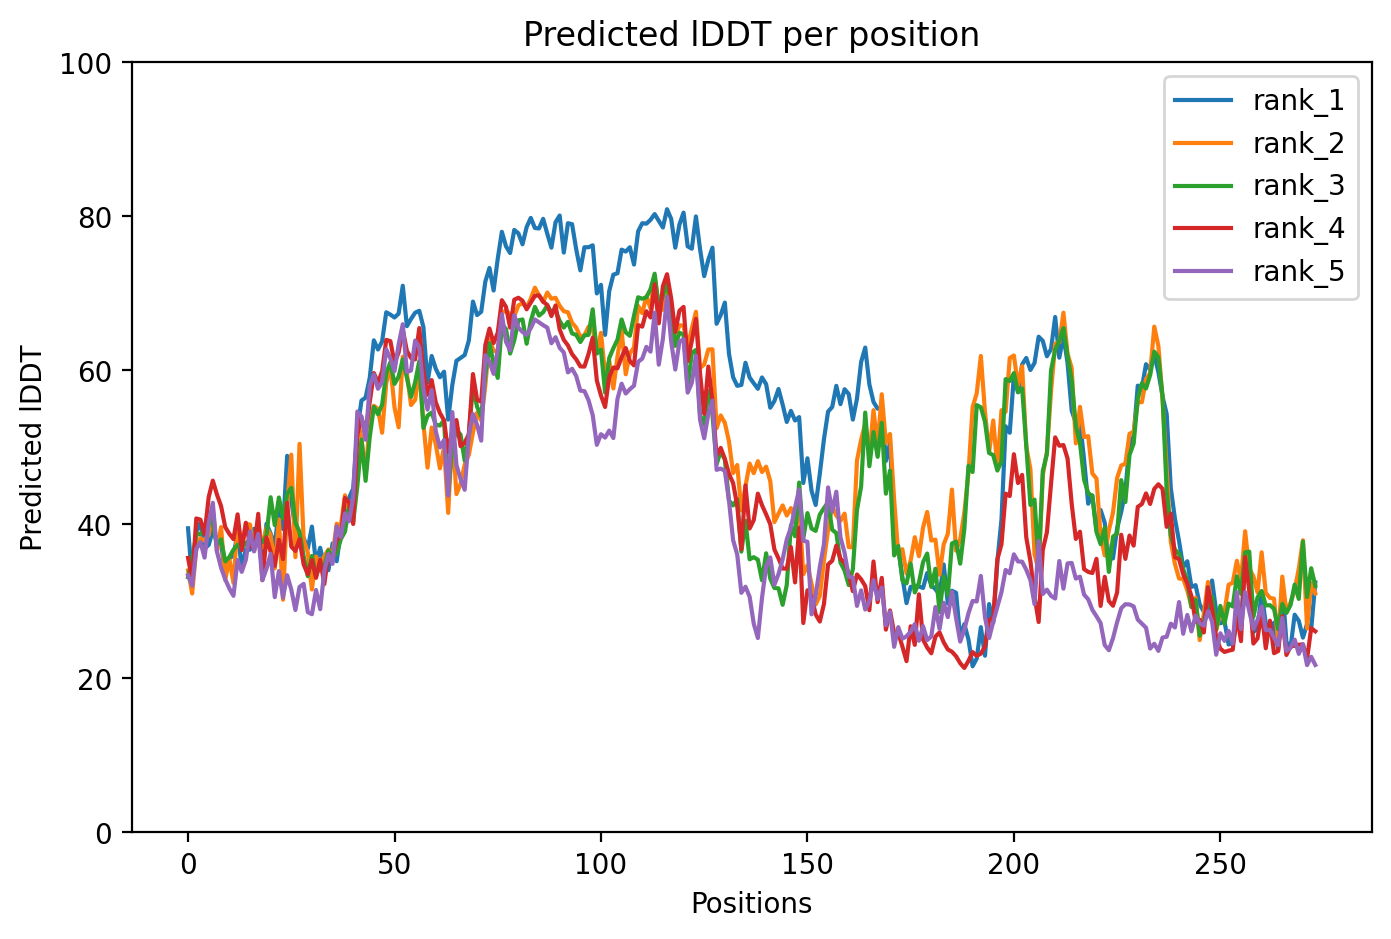 Predicted lDDT per position
100
80
60
40
20
0
Predicted lDDT
0 50 100 150 200 250
Positions
rank_1
rank_2
rank_3
rank_4
rank_5